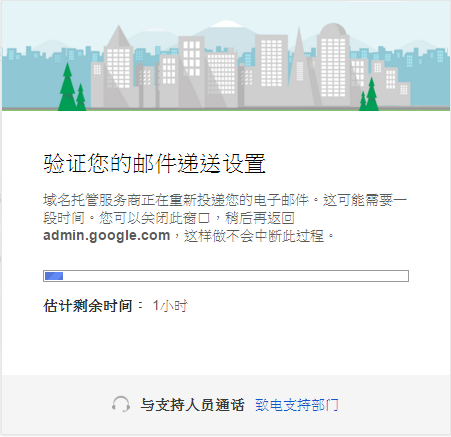 验证您的邮件递送设置
域名托管服务商正在重新投递您的电子邮件。这可能需要一
段时间。您可以关闭此窗口，稍后再返回
admin.google.com，这样做不会中断此过程。
估计剩余时间： 1小时
与支持人员通话 致电支持部门